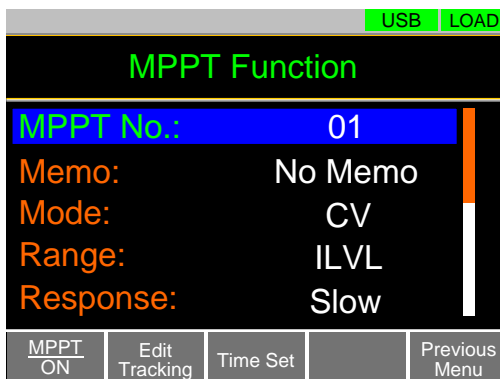 USB LOAD
MPPT Function
MPPT No.: 01
Memo: No Memo
Mode: CV
Range: ILVL
Response: Slow
MPPT ON
Edit Tracking
Time Set
Previous Menu